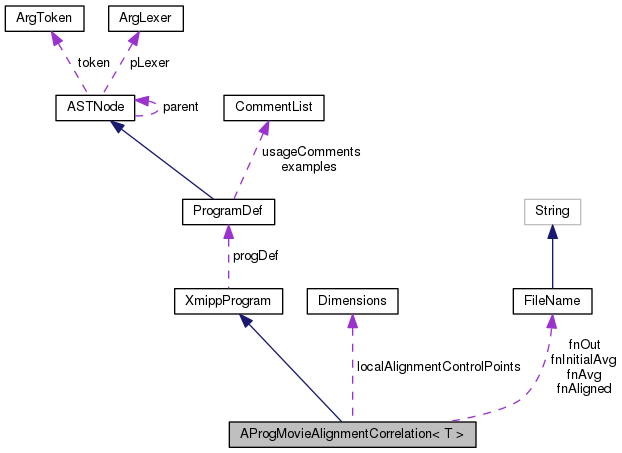 ArgToken
ArgLexer
token
pLexer
ASTNode
parent
CommentList
usageComments
examples
ProgramDef
String
progDef
XmippProgram
Dimensions
FileName
localAlignmentControlPoints
fnOut
fnInitialAvg
fnAvg
fnAligned
AProgMovieAlignmentCorrelation< T >